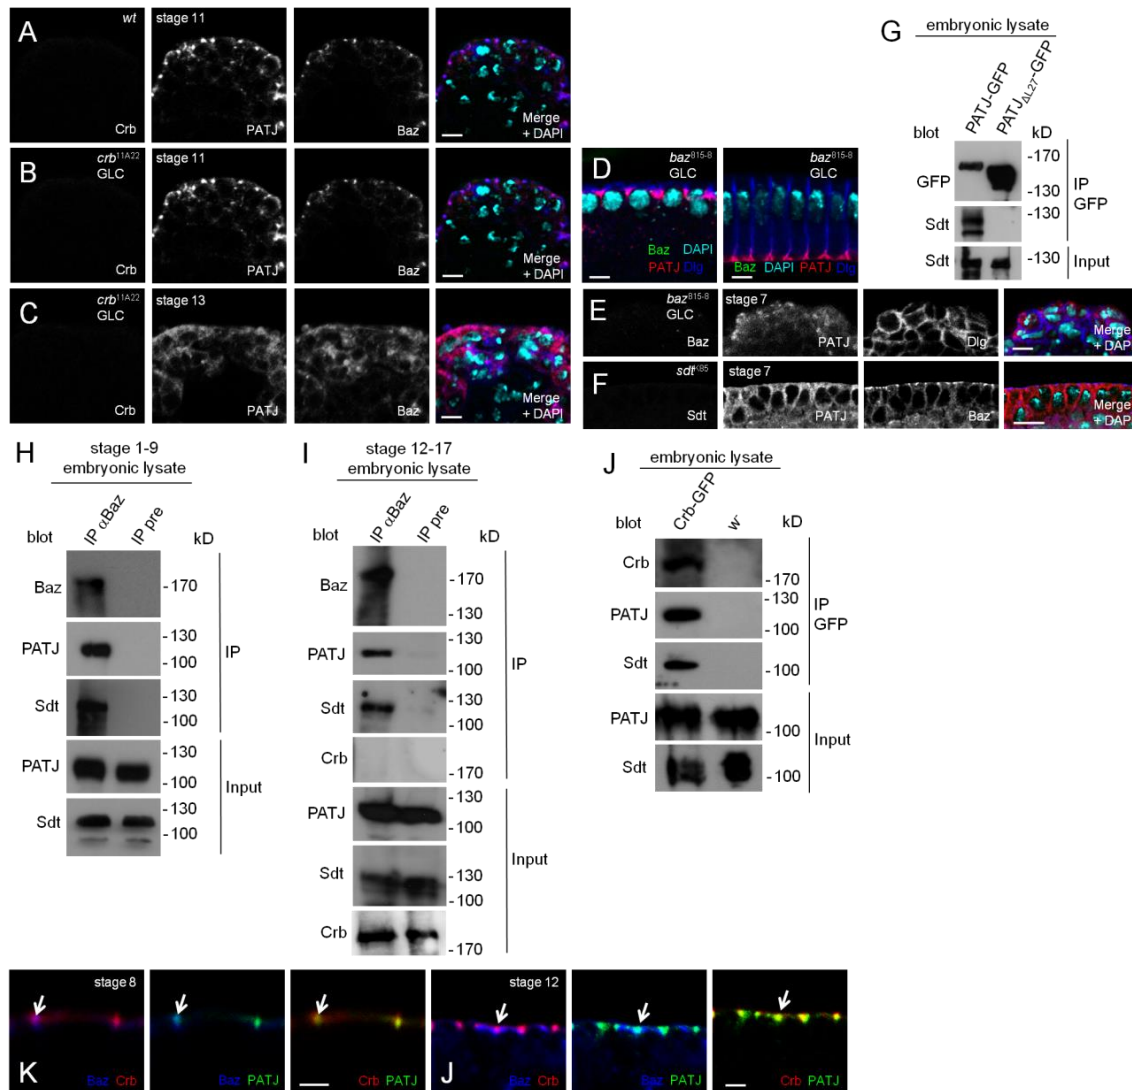 A
wt
stage 11
Crb
PATJ
Baz
Merge
+ DAPI
B
crb11A22
GLC
stage 11
Crb
PATJ
Baz
Merge
+ DAPI
C
crb11A22
GLC
stage 13
Crb
PATJ
Baz
Merge
+ DAPI
D
baz815-8
GLC
Baz DAPI
PATJ Dlg
baz815-8
GLC
Baz DAPI PATJ Dlg
E
baz815-8
GLC
stage 7
Baz
PATJ
Dlg
Merge
+ DAPI
F
stage 7
Sdt
PATJ
Baz
Merge
+ DAPI
G
embryonic lysate
PATJ-GFP
PATJΔL27-GFP
blot
kD
GFP
-170
-130
Sdt
-130
IP
GFP
Sdt
-130
Input
H
stage 1-9
embryonic lysate
IP αBaz
IP pre
blot
kD
Baz
-170
PATJ
-130
-100
Sdt
-130
-100
IP
PATJ
-130
-100
Sdt
-130
-100
Input
I
stage 12-17
embryonic lysate
IP αBaz
IP pre
blot
kD
Baz
-170
-130
PATJ
-130
-100
Sdt
-130
-100
Crb
-170
IP
PATJ
-130
-100
Sdt
-130
-100
Crb
-170
Input
J
embryonic lysate
Crb-GFP
w-
blot
kD
Crb
-170
PATJ
-130
-100
Sdt
-100
IP
GFP
PATJ
-100
Sdt
-100
Input
K
stage 8
Baz Crb
Baz PATJ
Crb PATJ
J
stage 12
Baz Crb
Baz PATJ
Crb PATJ